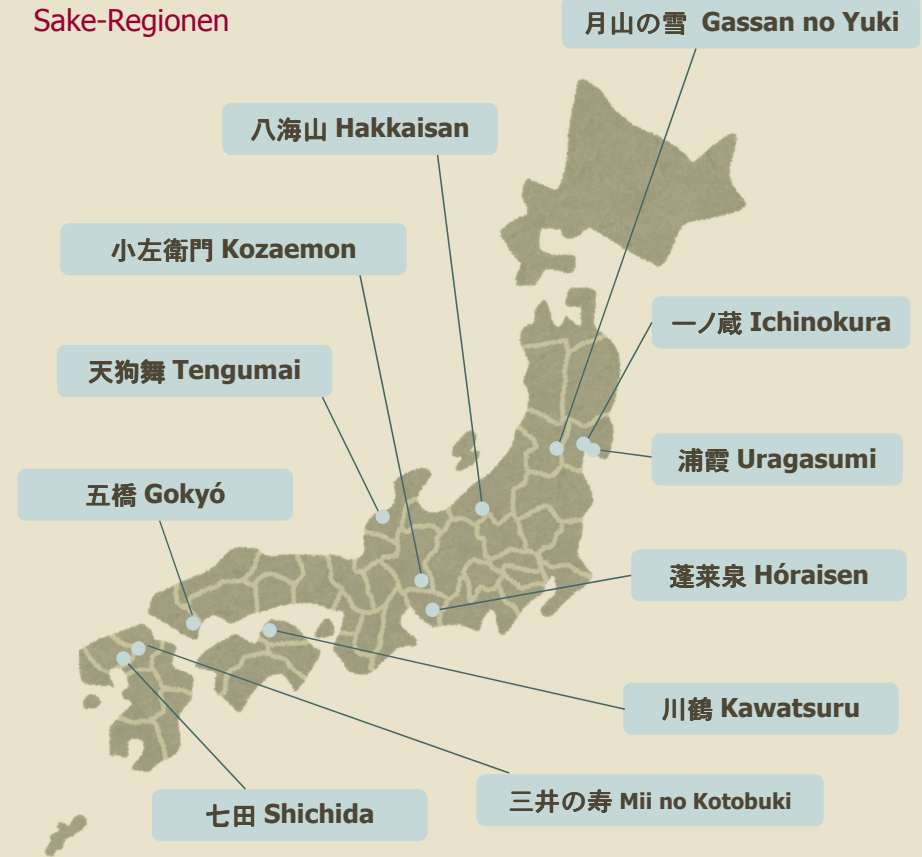 Sake-Regionen
月山の雪 Gassan no Yuki
八海山 Hakkaisan
小左衛門 Kozaemon
一ノ蔵 Ichinokura
天狗舞 Tengumai
浦霞 Uragasumi
五橋 Gokyó
蓬莱泉 Hóraisen
川鶴 Kawatsuru
三井の寿 Mii no Kotobuki
七田 Shichida